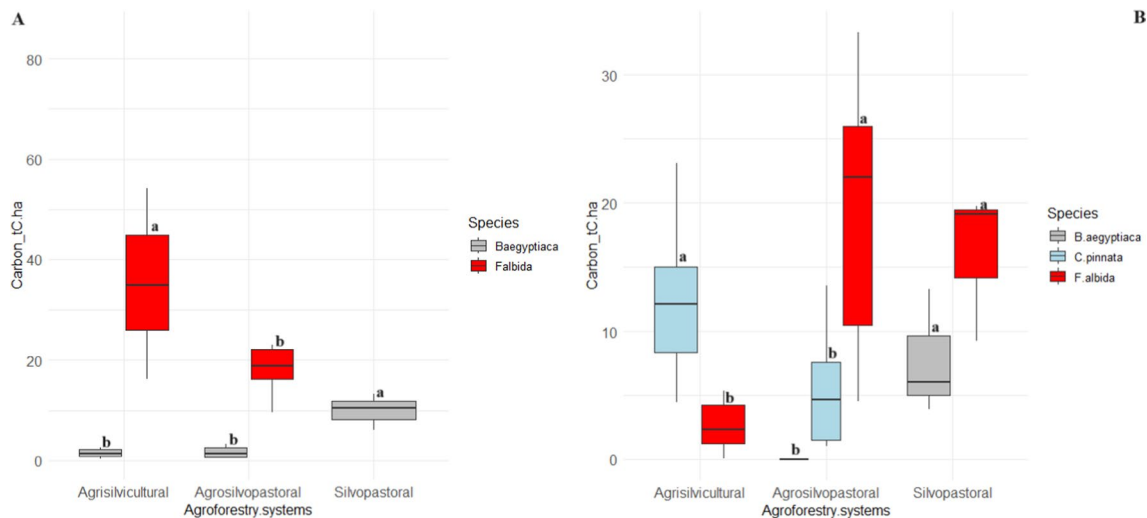 A
80
60
40
20
0
Carbon_tC.ha
a
b
b
b
a
Agrisilvicultural Agrosilvopastoral Silvopastoral
Agroforestry.systems
Species
Baegyptiaca
Falbida
B
30
20
10
0
Carbon_tC.ha
a
a
a
a
b
b
b
Agrisilvicultural Agrosilvopastoral Silvopastoral
Agroforestry.systems
Species
B.aegyptiaca
C.pinnata
F.albida